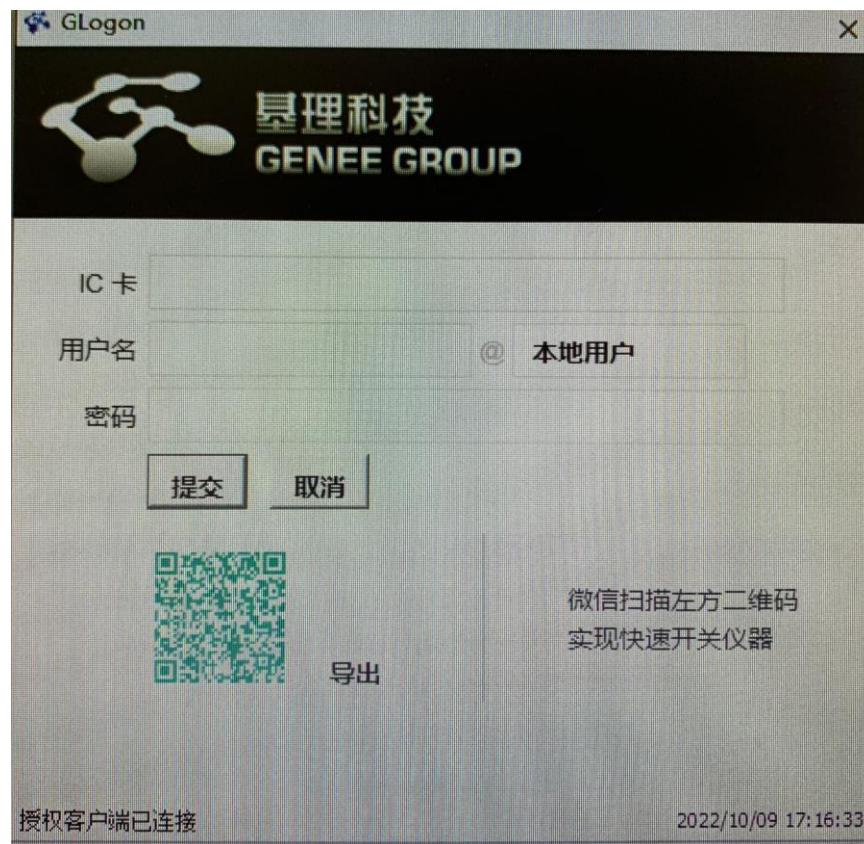 GLogon
基理科技
GENEE GROUP
IC 卡
用户名 @ 本地用户
密码
提交 取消
微信扫描左方二维码
实现快速开关仪器
导出
授权客户端已连接 2022/10/09 17:16:33